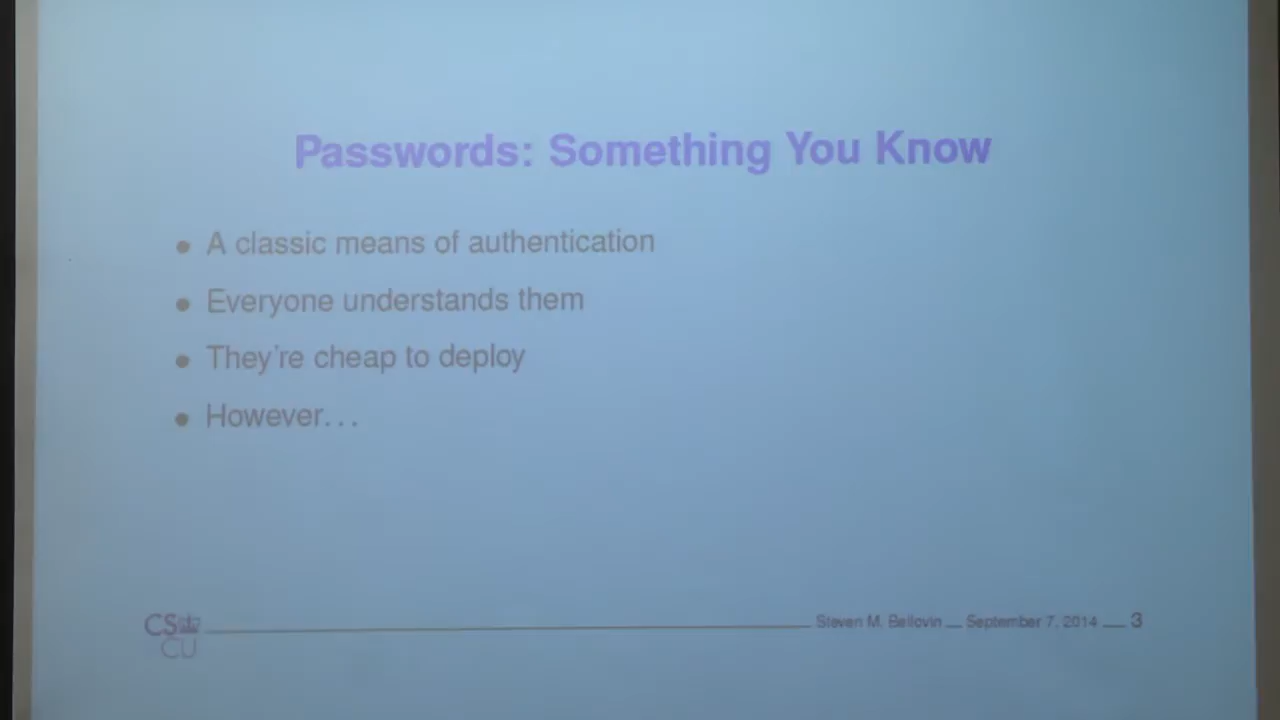 Passwords: Something You Know
• A classic means of authentication
• Everyone understands them
• They're cheap to deploy
• However...
CS
CU
Steven M. Bellovin __ September 7, 2014 __ 3